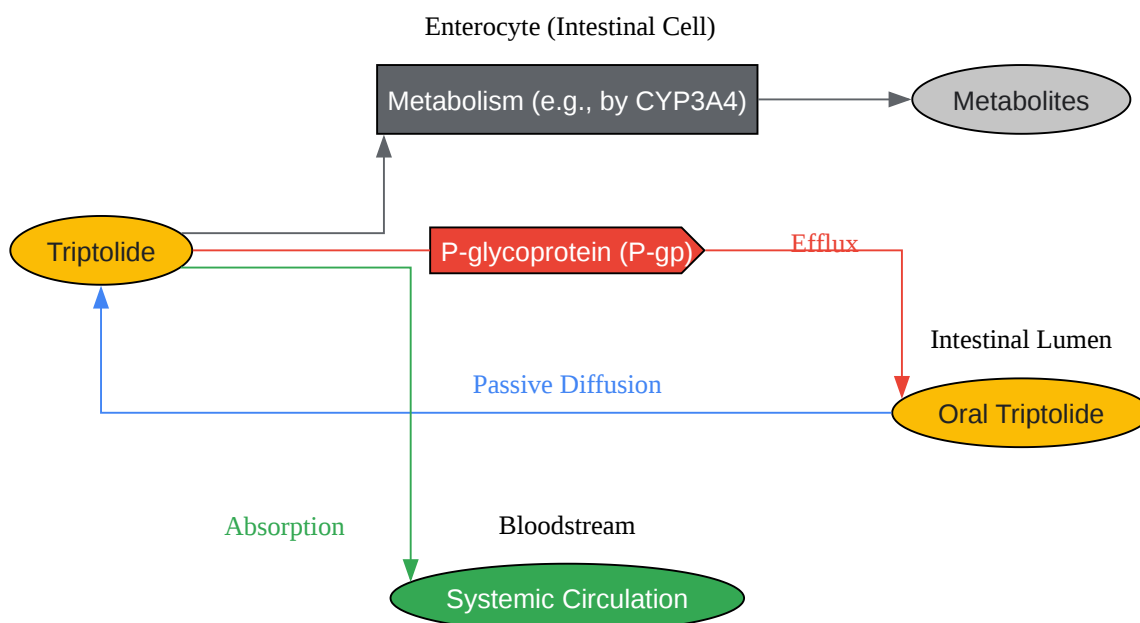 Enterocyte (Intestinal Cell)
Metabolism (e.g., by CYP3A4)
Metabolites
Triptolide
P-glycoprotein (P-gp)
Efflux
Intestinal Lumen
Passive Diffusion
Oral Triptolide
Absorption
Bloodstream
Systemic Circulation